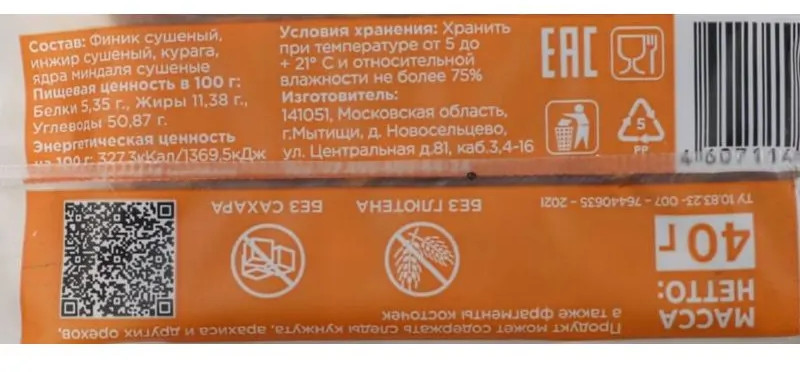 Состав: Финик сушеный,
инжир сушеный, курага,
ядра миндаля сушеные
Пищевая ценность в 100 г:
Белки 5,35 г., Жиры 11,38 г.,
Углеводы 50,87 г.
Энергетическая ценность
на 100г: 327,3кКал/1369,5кДж
Условия хранения: Хранить
при температуре от 5 до
+ 21° С и относительной
влажности не более 75%
Изготовитель:
141051, Московская область,
г.Мытищи, д. Новосельцево,
ул. Центральная д.81, каб.3,4-16
ЕАС
5
PP
4 607114
Продукт может содержать следы кунжута, арахиса и других орехов,
а также фрагменты косточек
МАССА
НЕТТО:
40 г
ТУ 10.83.23- 007 - 76440635 - 2021
БЕЗ ГЛЮТЕНА
БЕЗ САХАРА